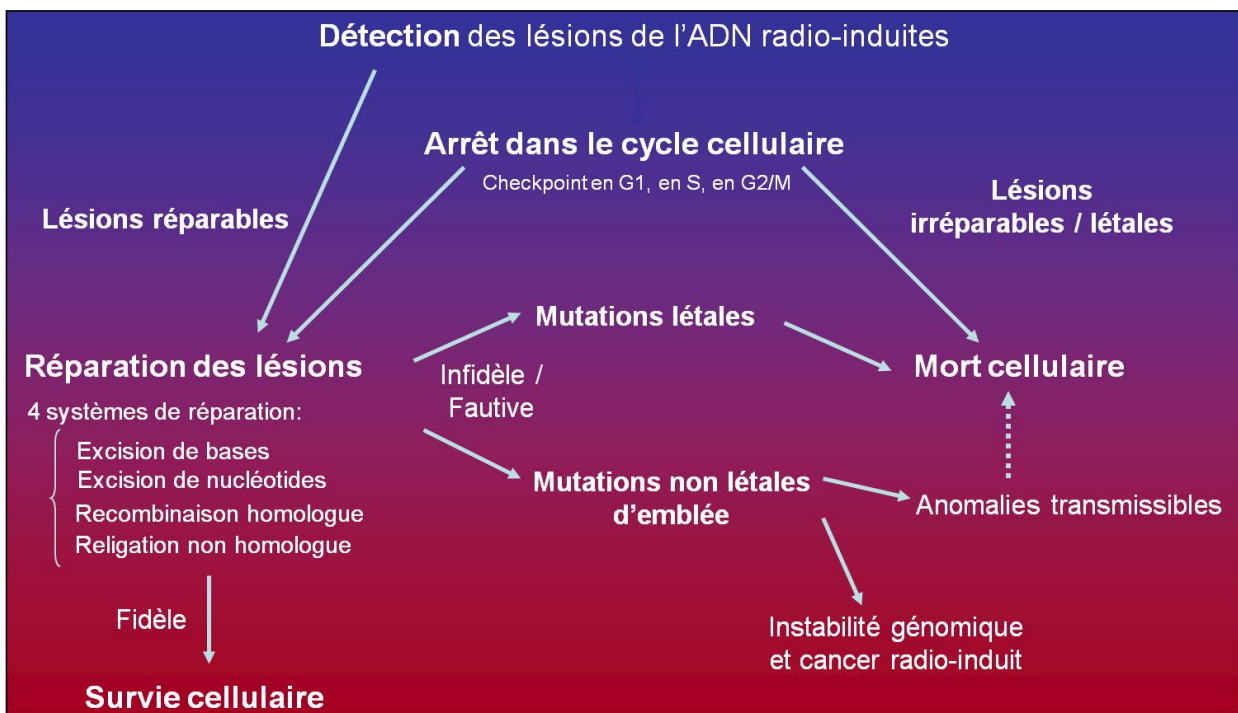 Détection des lésions de l'ADN radio-induites
Arrêt dans le cycle cellulaire
Checkpoint en G1, en S, en G2/M
Lésions réparables
Lésions
irréparables / létales
Mutations létales
Réparation des lésions
Infidèle /
Fautive
Mort cellulaire
4 systèmes de réparation:
Excision de bases
Excision de nucléotides
Recombinaison homologue
Religation non homologue
Mutations non létales
d'emblée
Anomalies transmissibles
Fidèle
Instabilité génomique
et cancer radio-induit
Survie cellulaire